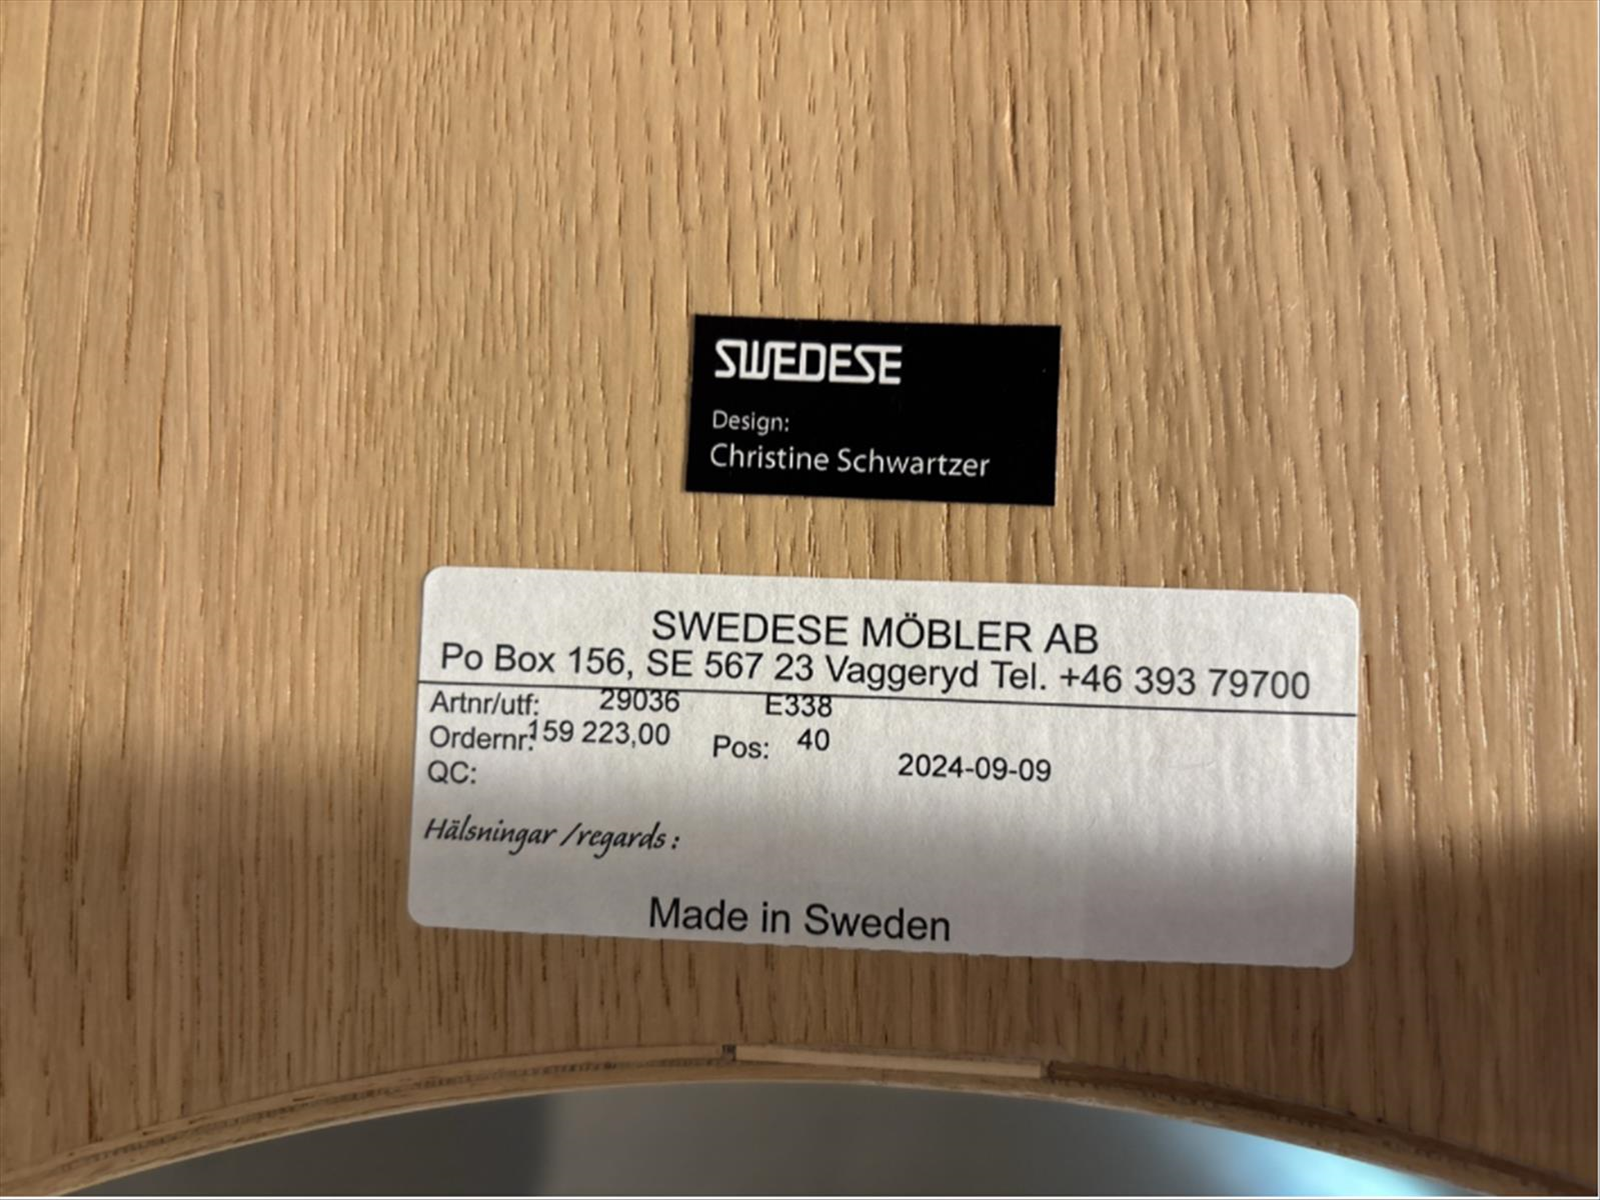 SWEDESE
Design:
Christine Schwartzer
SWEDESE MÖBLER AB
Po Box 156, SE 567 23 Vaggeryd Tel. +46 393 79700
Artnr/utf: 29036 E338
Ordernr: 159 223,00 Pos: 40
QC: 2024-09-09
Hälsningar /regards :
Made in Sweden